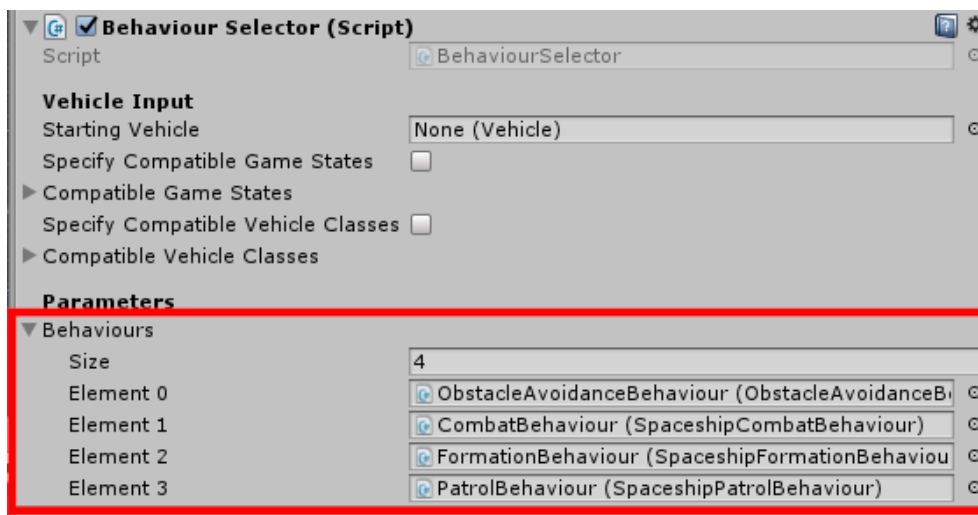 Behaviour Selector (Script)
Script BehaviourSelector
Vehicle Input
Starting Vehicle None (Vehicle)
Specify Compatible Game States
Compatible Game States
Specify Compatible Vehicle Classes
Compatible Vehicle Classes
Parameters
Behaviours
Size 4
Element 0 ObstacleAvoidanceBehaviour (ObstacleAvoidanceB
Element 1 CombatBehaviour (SpaceshipCombatBehaviour)
Element 2 FormationBehaviour (SpaceshipFormationBehaviou
Element 3 PatrolBehaviour (SpaceshipPatrolBehaviour)